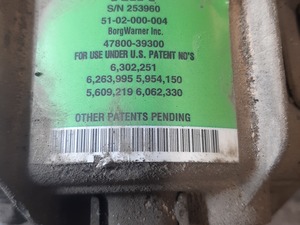 S/N 253960
51-02-000-004
BorgWarner Inc.
47800-39300
FOR USE UNDER U.S. PATENT NO'S
6,302,251
6,263,995 5,954,150
5,609,219 6,062,330
OTHER PATENTS PENDING